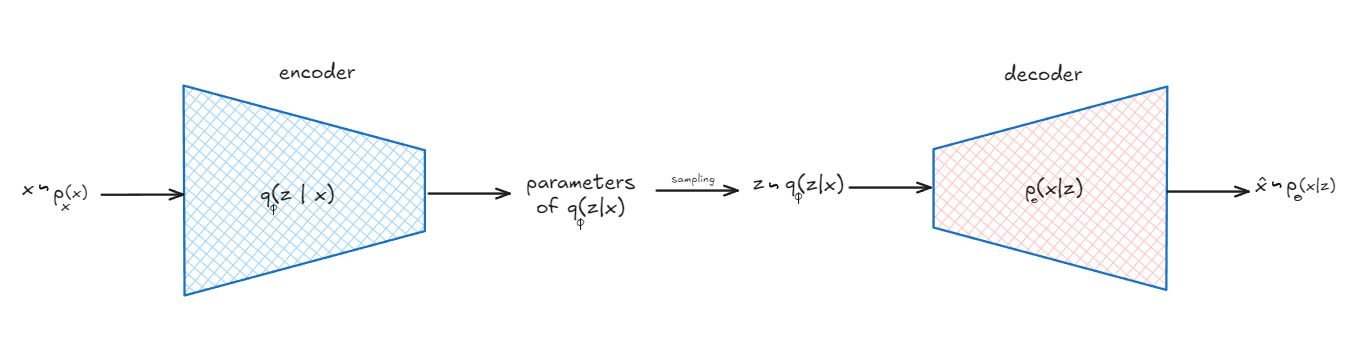 encoder
decoder
x ~ p_x(x)
q_ϕ(z | x)
parameters
of q_ϕ(z|x)
sampling
z ~ q_ϕ(z|x)
p_θ(x|z)
x̂ ~ p_θ(x|z)